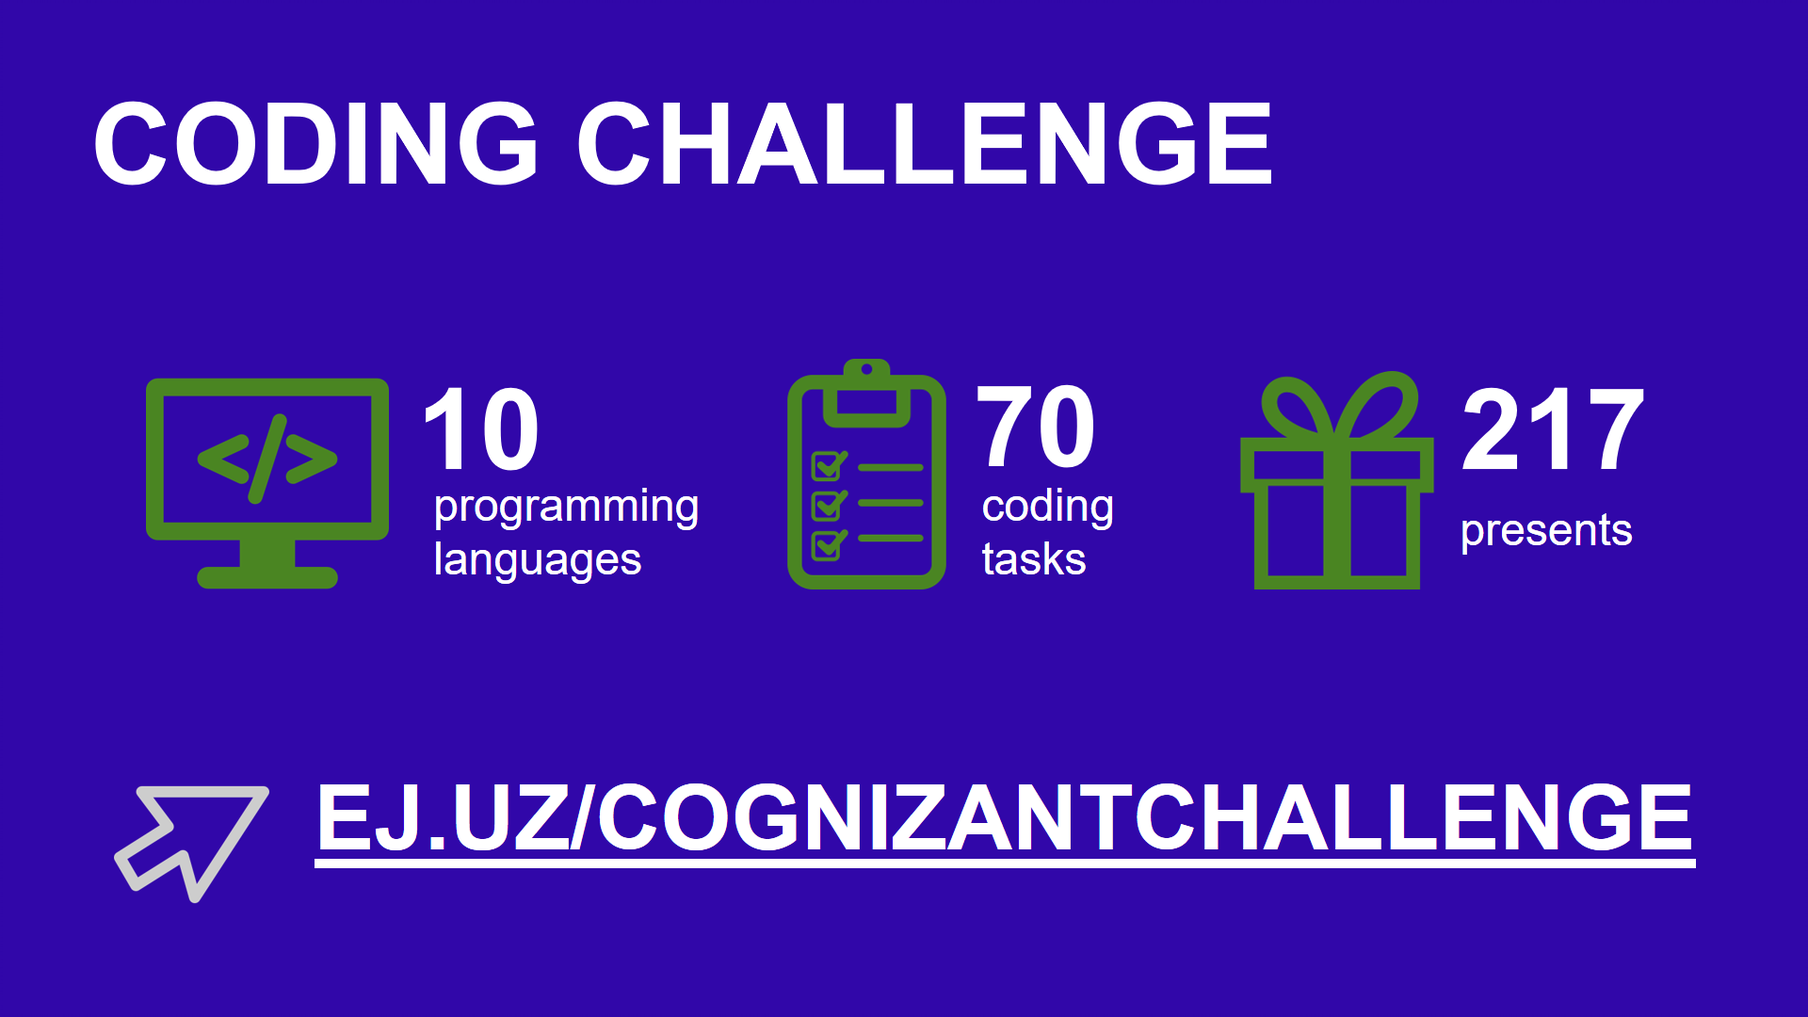 CODING CHALLENGE
</>
10
programming
languages
70
coding
tasks
217
presents
EJ.UZ/COGNIZANTCHALLENGE